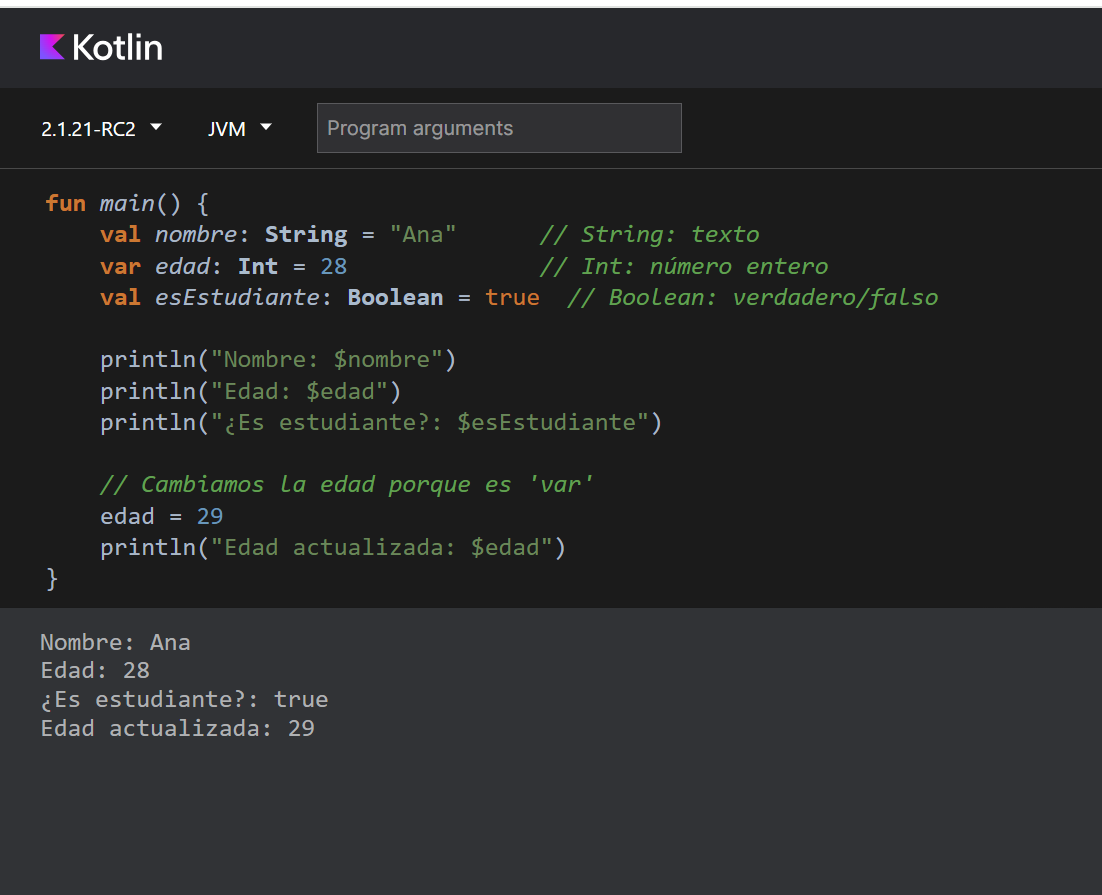 Kotlin
2.1.21-RC2 JVM Program arguments
fun main() {
    val nombre: String = "Ana"      // String: texto
    var edad: Int = 28              // Int: número entero
    val esEstudiante: Boolean = true  // Boolean: verdadero/falso

    println("Nombre: $nombre")
    println("Edad: $edad")
    println("¿Es estudiante?: $esEstudiante")

    // Cambiamos la edad porque es 'var'
    edad = 29
    println("Edad actualizada: $edad")
}
Nombre: Ana
Edad: 28
¿Es estudiante?: true
Edad actualizada: 29